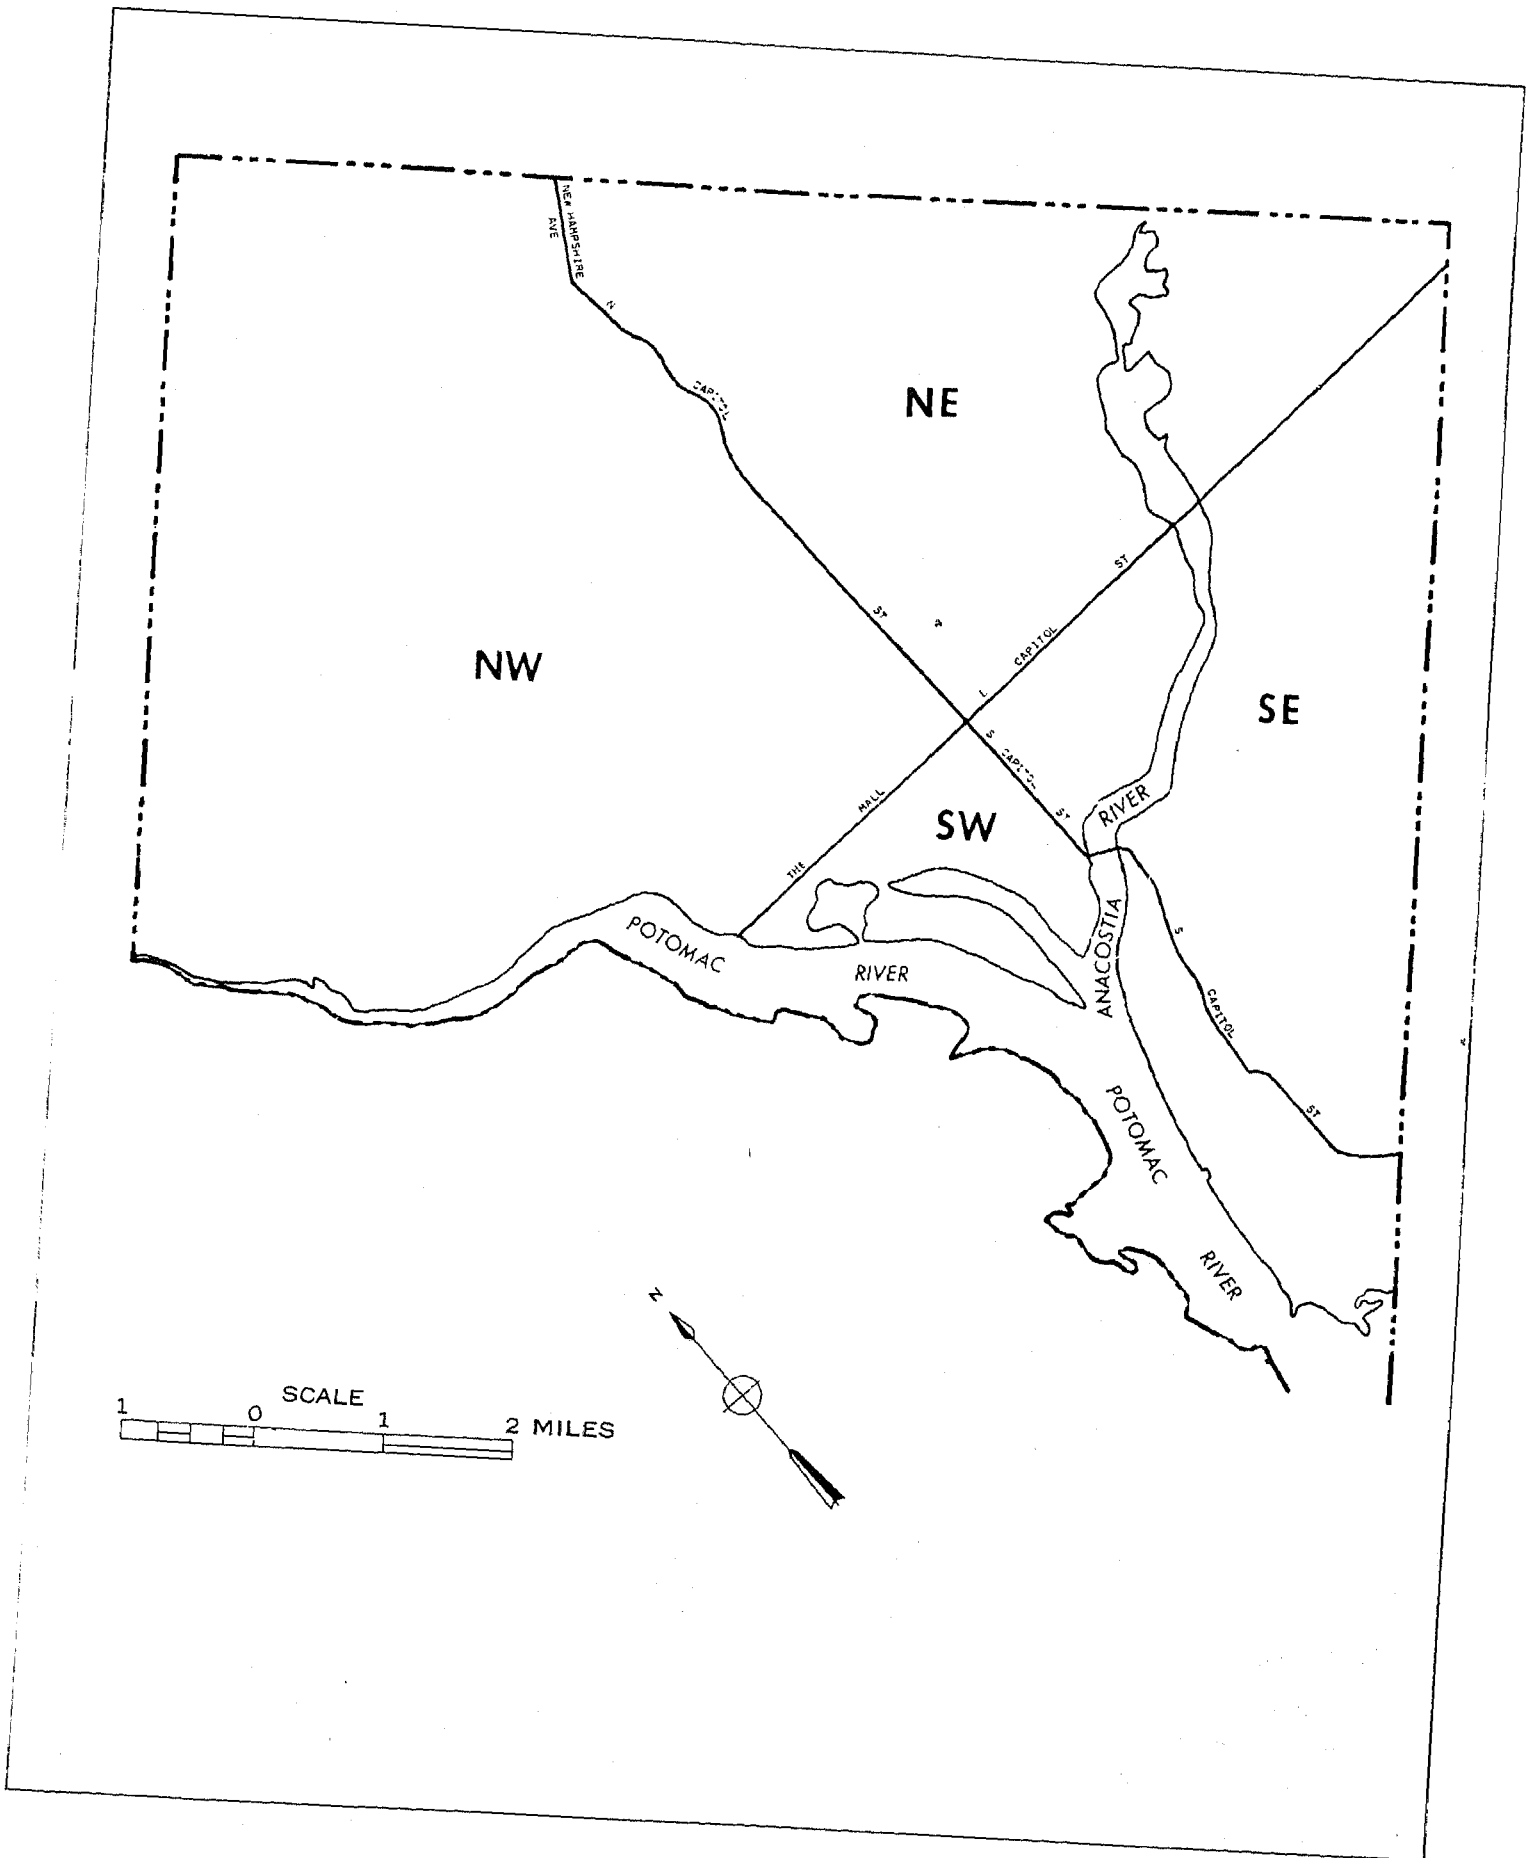 NEW HAMPSHIRE
AVE
N
CAPITOL
NE
ST
ST
CAPITOL
NW
SE
S
CAPITOL
ST
THE
MALL
SW
RIVER
POTOMAC
RIVER
ANACOSTIA
S
CAPITOL
ST
POTOMAC
RIVER
N
SCALE
1 0 1 2 MILES